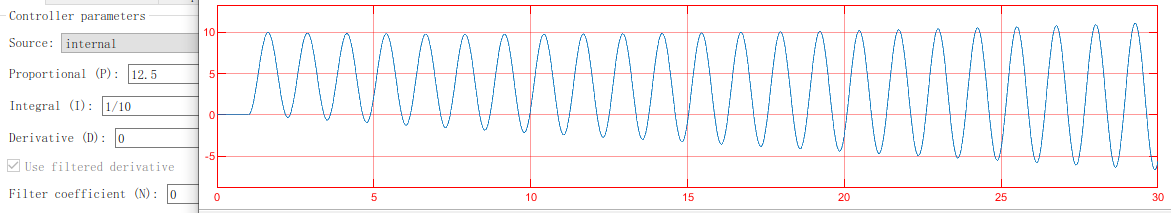 Controller parameters
Source: internal
Proportional (P): 12.5
Integral (I): 1/10
Derivative (D): 0
Use filtered derivative
Filter coefficient (N): 0
10
5
0
-5
0 5 10 15 20 25 30